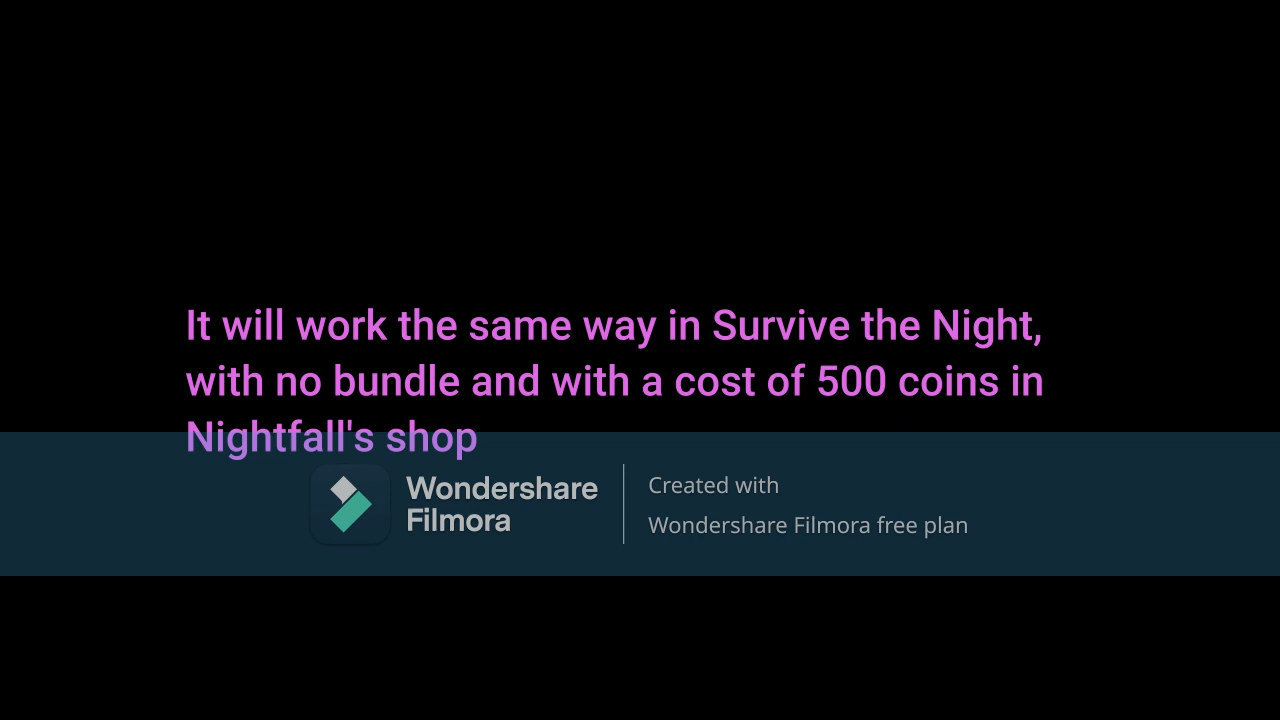 It will work the same way in Survive the Night,
with no bundle and with a cost of 500 coins in
Nightfall's shop
Wondershare
Filmora
Created with
Wondershare Filmora free plan